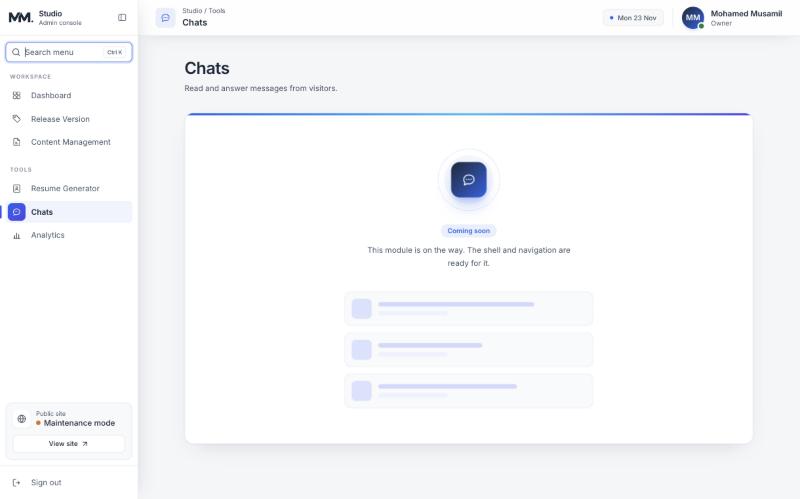 MM.
Studio
Admin console
Search menu
Ctrl K
WORKSPACE
Dashboard
Release Version
Content Management
TOOLS
Resume Generator
Chats
Analytics
Public site
Maintenance mode
View site
Sign out
Studio / Tools
Chats
Mon 23 Nov
MM
Mohamed Musamil
Owner
Chats
Read and answer messages from visitors.
Coming soon
This module is on the way. The shell and navigation are
ready for it.